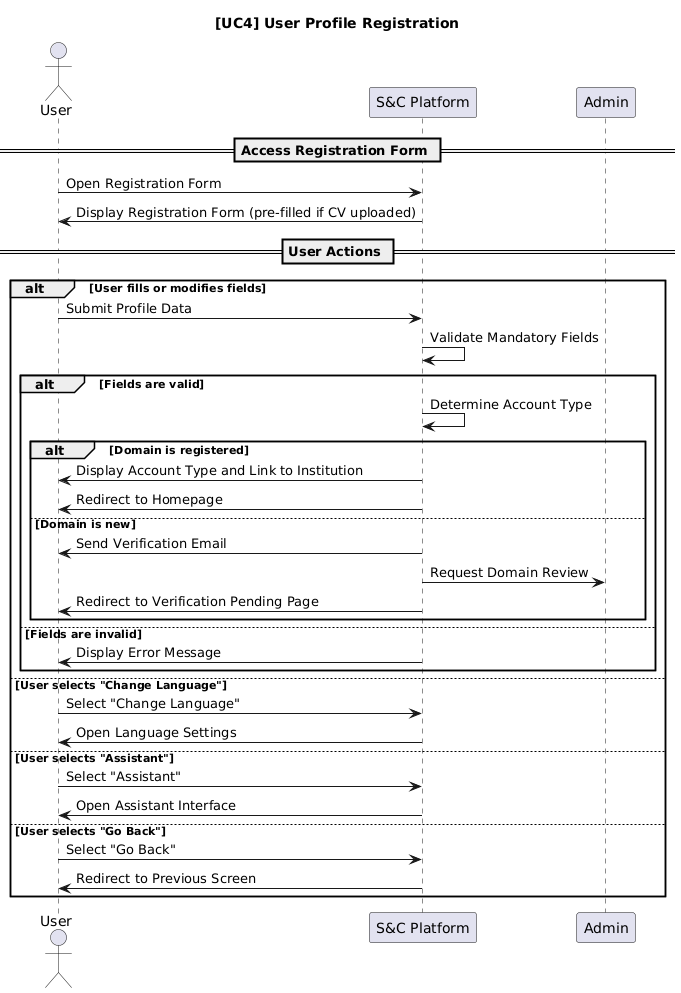 [UC4] User Profile Registration
User
S&C Platform
Admin
Access Registration Form
Open Registration Form
Display Registration Form (pre-filled if CV uploaded)
User Actions
alt [User fills or modifies fields]
Submit Profile Data
Validate Mandatory Fields
alt [Fields are valid]
Determine Account Type
alt [Domain is registered]
Display Account Type and Link to Institution
Redirect to Homepage
[Domain is new]
Send Verification Email
Request Domain Review
Redirect to Verification Pending Page
[Fields are invalid]
Display Error Message
[User selects "Change Language"]
Select "Change Language"
Open Language Settings
[User selects "Assistant"]
Select "Assistant"
Open Assistant Interface
[User selects "Go Back"]
Select "Go Back"
Redirect to Previous Screen
User
S&C Platform
Admin